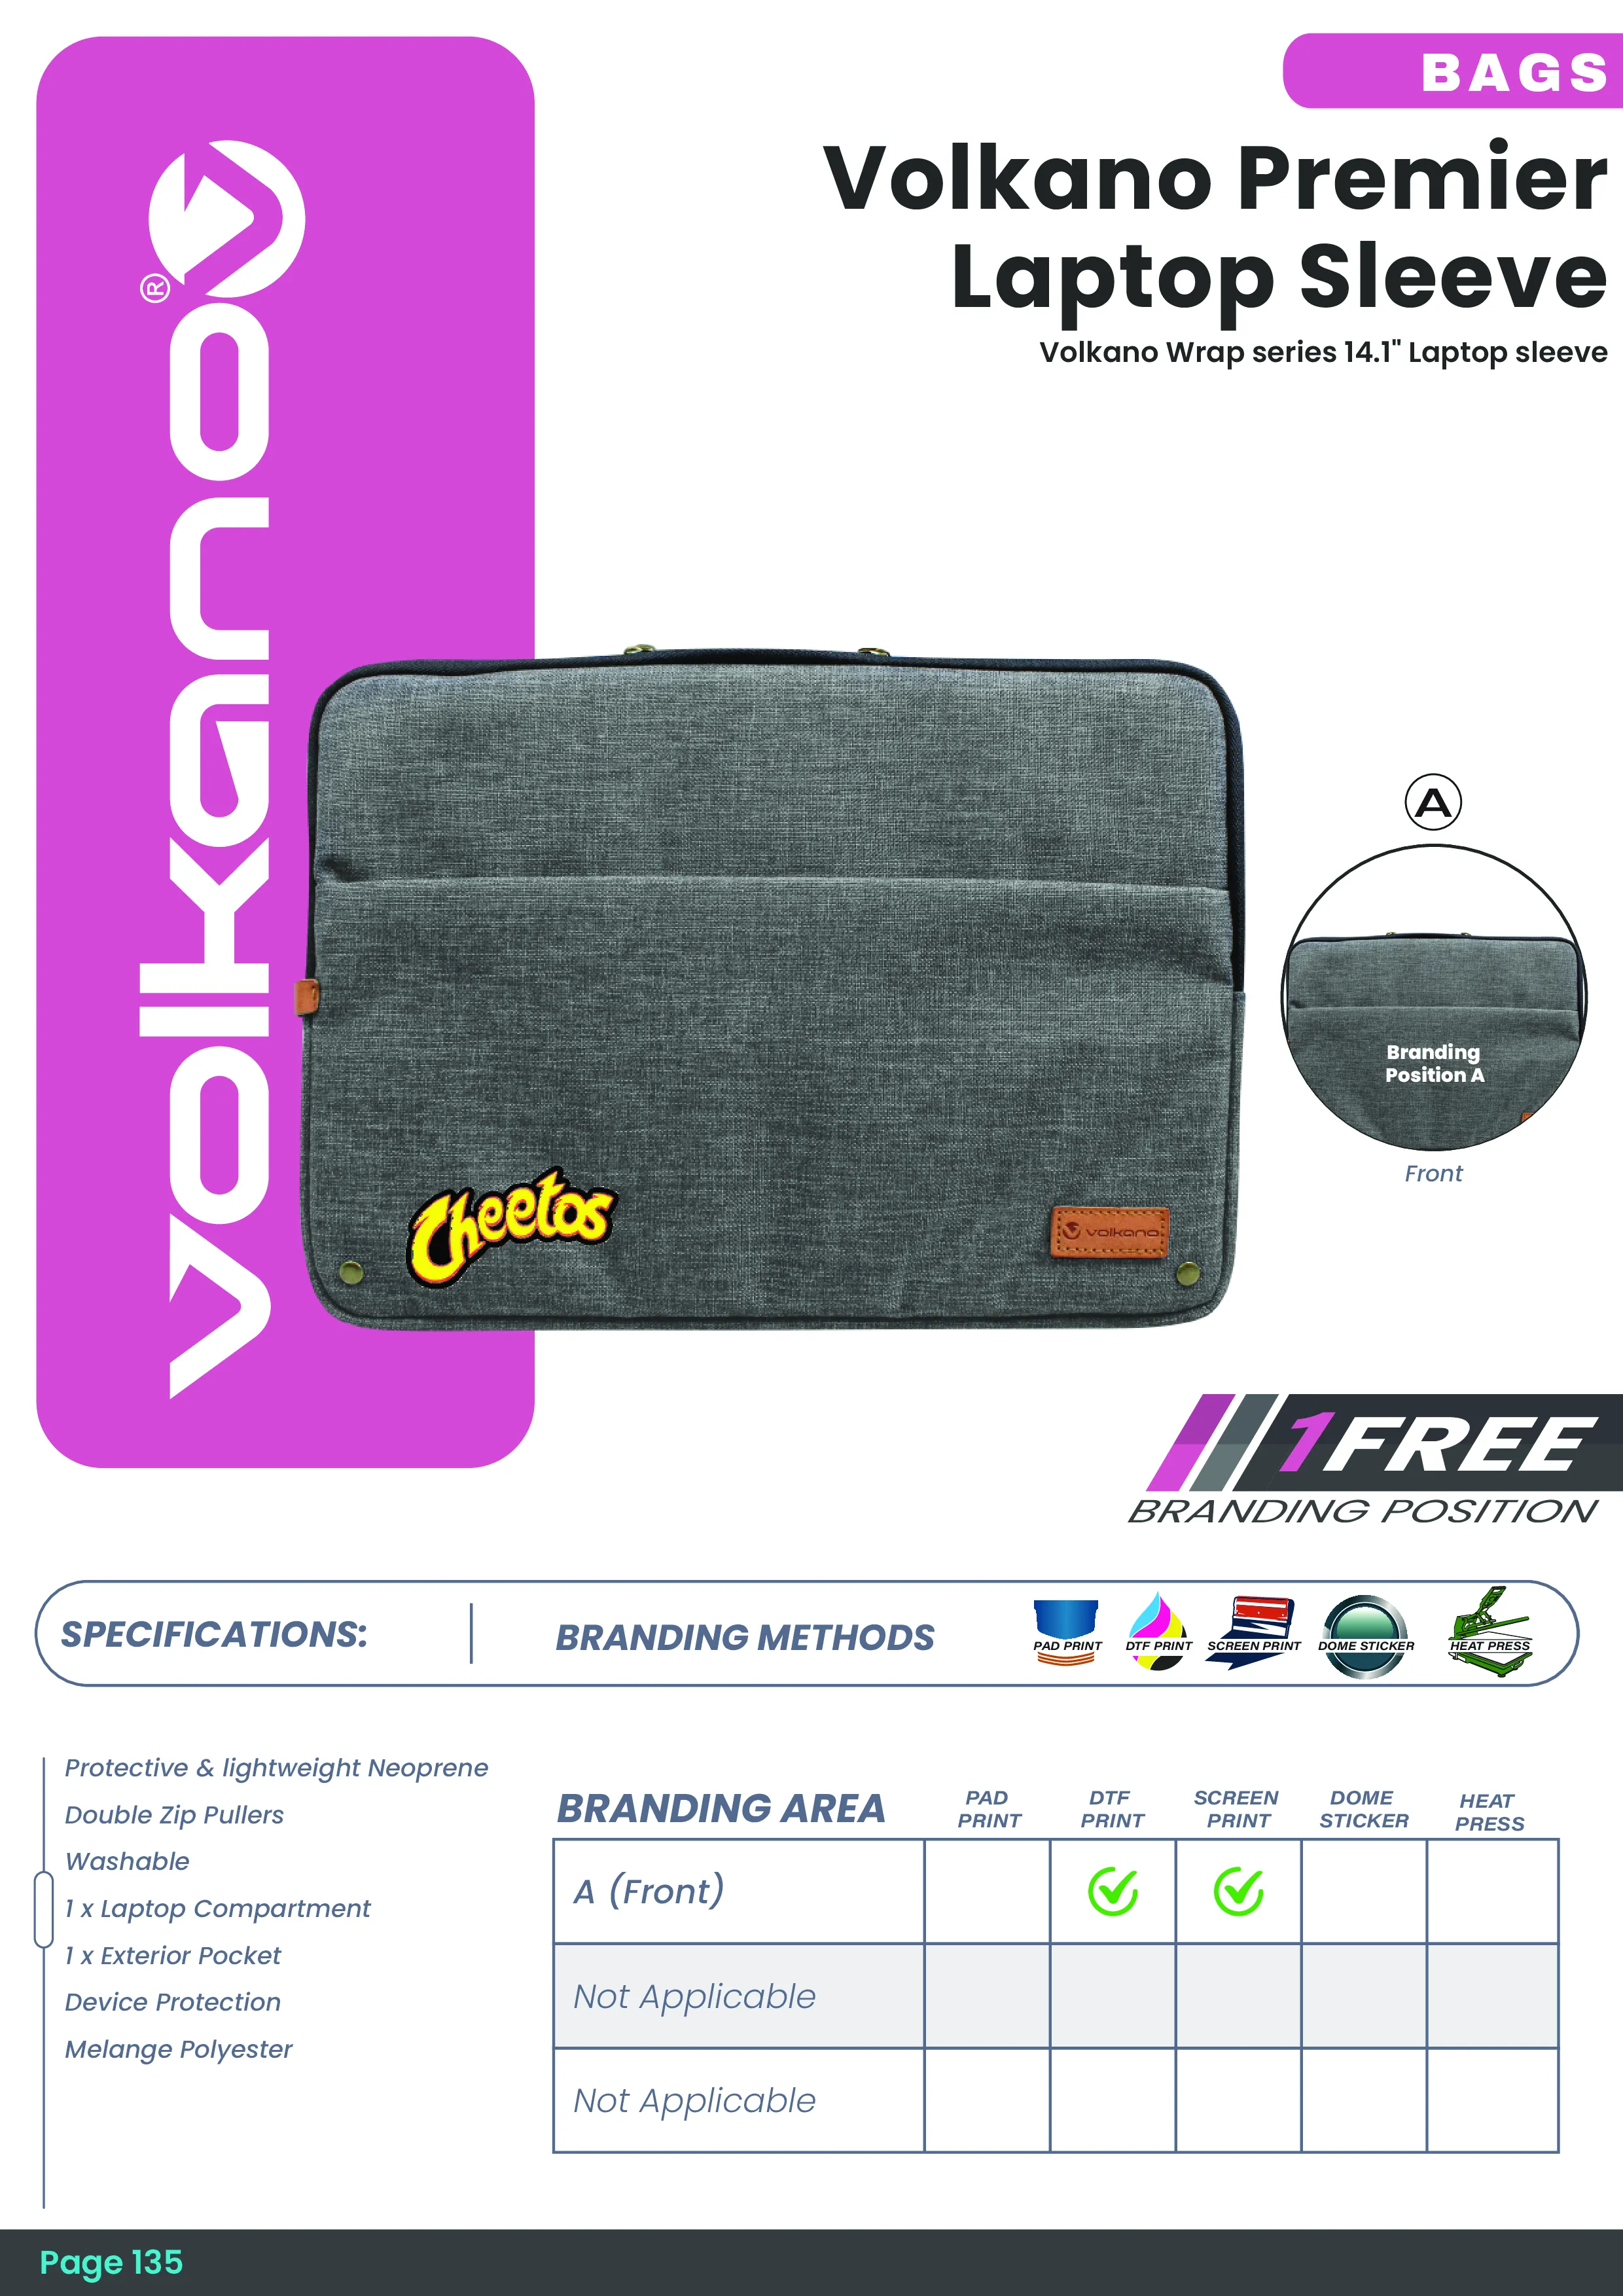 BAGS
Volkano Premier
Laptop Sleeve
Volkano Wrap series 14.1" Laptop sleeve
volkano®
Cheetos
volkano
A
Branding
Position A
Front
1FREE
BRANDING POSITION
SPECIFICATIONS:
BRANDING METHODS
PAD PRINT
DTF PRINT
SCREEN PRINT
DOME STICKER
HEAT PRESS
Protective & lightweight Neoprene
Double Zip Pullers
Washable
1 x Laptop Compartment
1 x Exterior Pocket
Device Protection
Melange Polyester
BRANDING AREA
PAD
PRINT
DTF
PRINT
SCREEN
PRINT
DOME
STICKER
HEAT
PRESS
A (Front)
Not Applicable
Not Applicable
Page 135